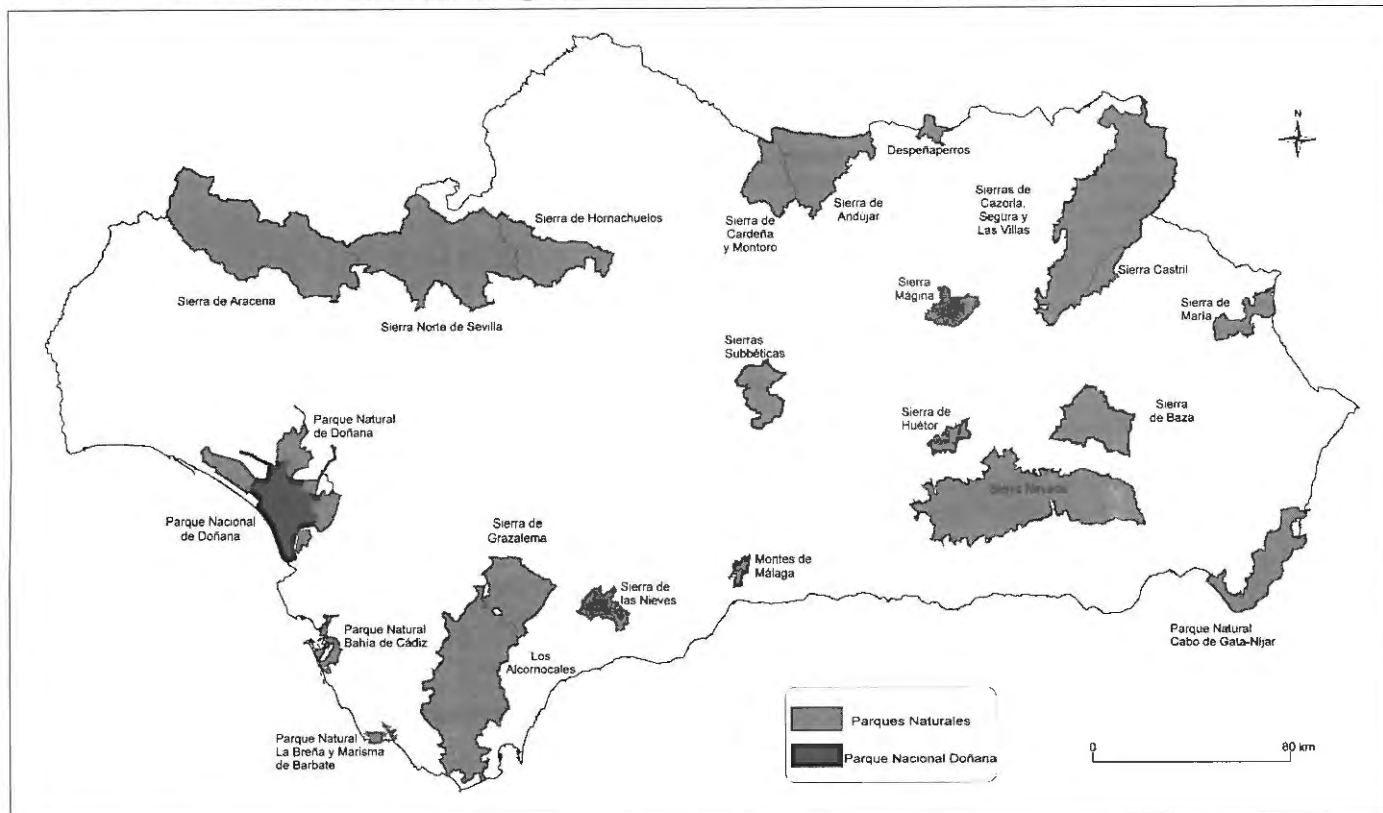 N
Despeñaperros
Sierras de
Cazorla,
Segura y
Las Villas
Sierra de
Andújar
Sierra de
Cardeña
y Montoro
Sierra de Hornachuelos
Sierra Castril
Sierra de Aracena
Sierra
Mágina
Sierra de
María
Sierra Norte de Sevilla
Sierras
Subbéticas
Parque Natural
de Doñana
Sierra de
Huétor
Sierra
de Baza
Sierra Nevada
Parque Nacional
de Doñana
Sierra de
Grazalema
Montes de
Málaga
Sierra de
las Nieves
Parque Natural
Bahía de Cádiz
Parque Natural
Cabo de Gata-Níjar
Los
Alcornocales
Parque Natural
La Breña y Marisma
de Barbate
Parques Naturales
Parque Nacional Doñana
0 80 km